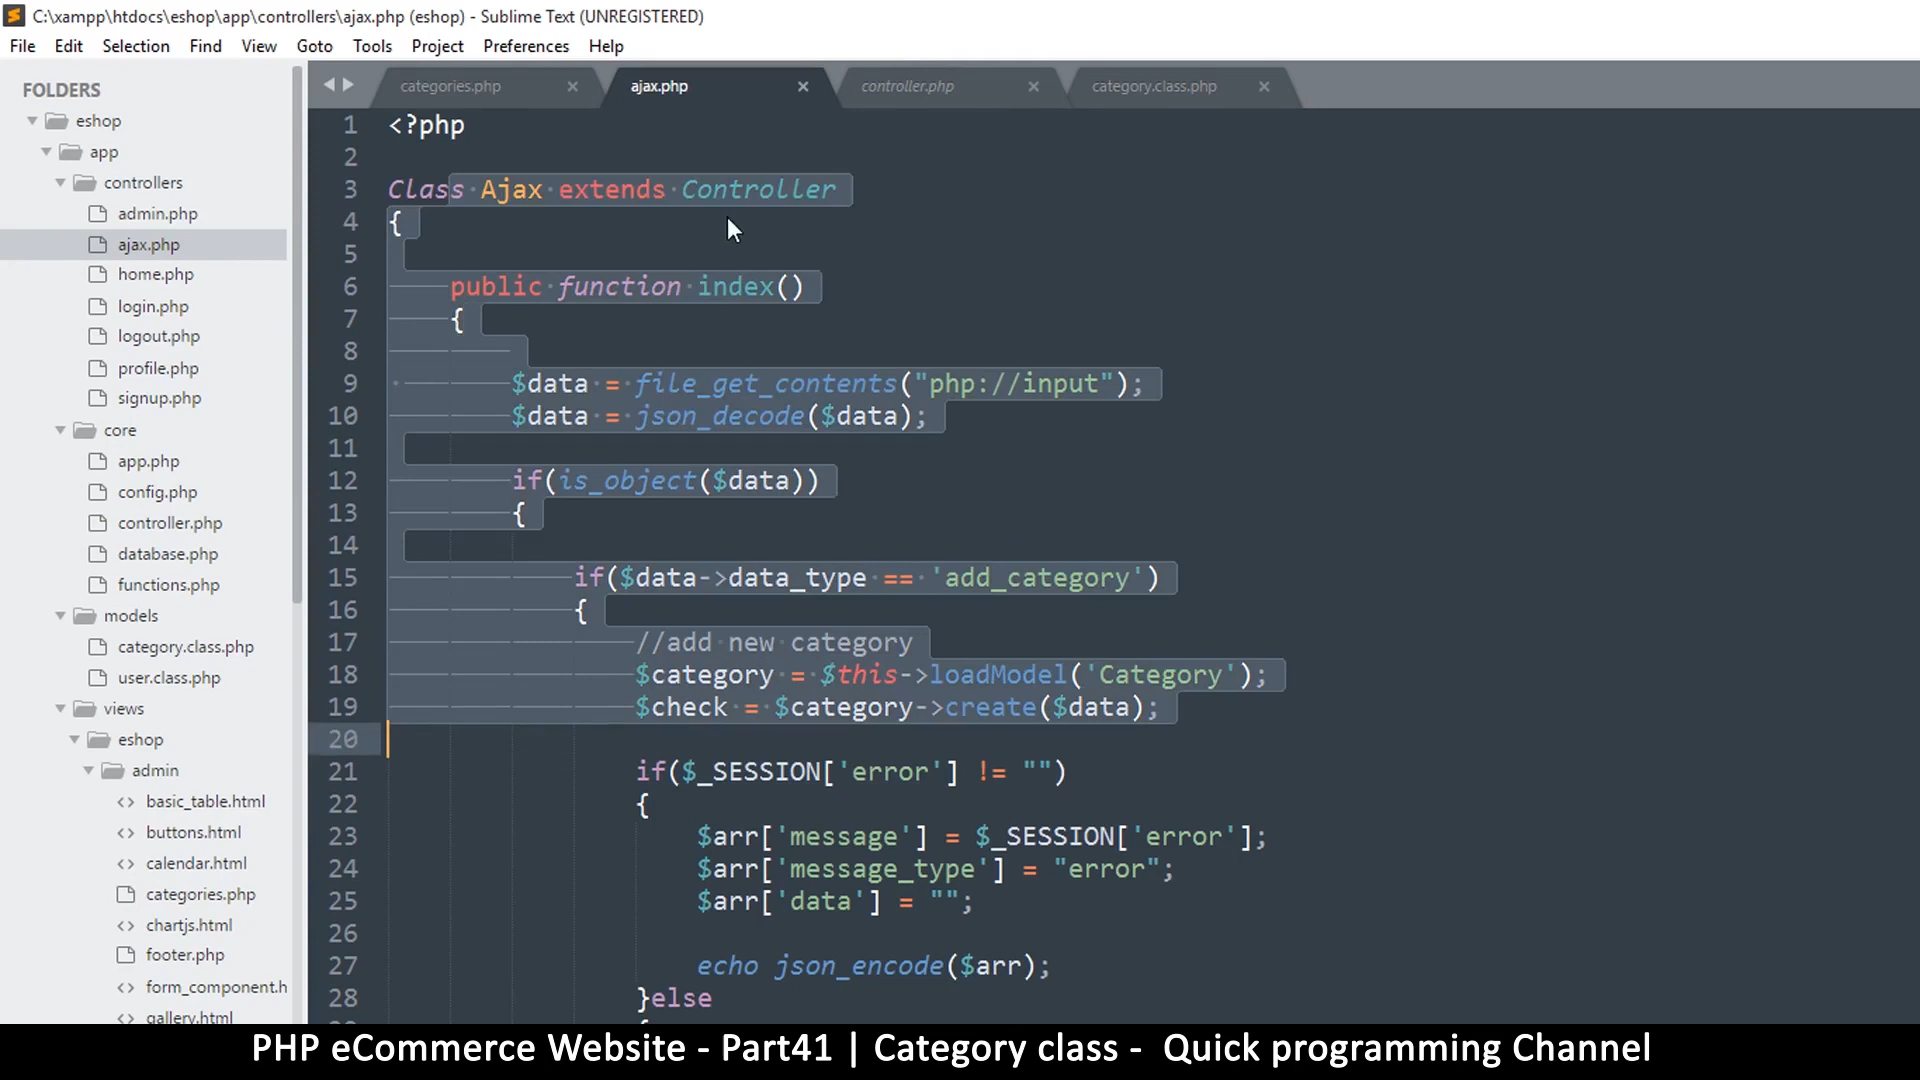 C:\xampp\htdocs\eshop\app\controllers\ajax.php (eshop) - Sublime Text (UNREGISTERED)
File Edit Selection Find View Goto Tools Project Preferences Help
FOLDERS
eshop
app
controllers
admin.php
ajax.php
home.php
login.php
logout.php
profile.php
signup.php
core
app.php
config.php
controller.php
database.php
functions.php
models
category.class.php
user.class.php
views
eshop
admin
basic_table.html
buttons.html
calendar.html
categories.php
chartjs.html
footer.php
form_component.h
gallery.html
categories.php ajax.php controller.php category.class.php
1 <?php
2
3 Class Ajax extends Controller
4 {
5
6 public function index()
7 {
8
9 $data = file_get_contents("php://input");
10 $data = json_decode($data);
11
12 if(is_object($data))
13 {
14
15 if($data->data_type == 'add_category')
16 {
17 //add new category
18 $category = $this->loadModel('Category');
19 $check = $category->create($data);
20
21 if($_SESSION['error'] != "")
22 {
23 $arr['message'] = $_SESSION['error'];
24 $arr['message_type'] = "error";
25 $arr['data'] = "";
26
27 echo json_encode($arr);
28 }else
PHP eCommerce Website - Part41 | Category class - Quick programming Channel